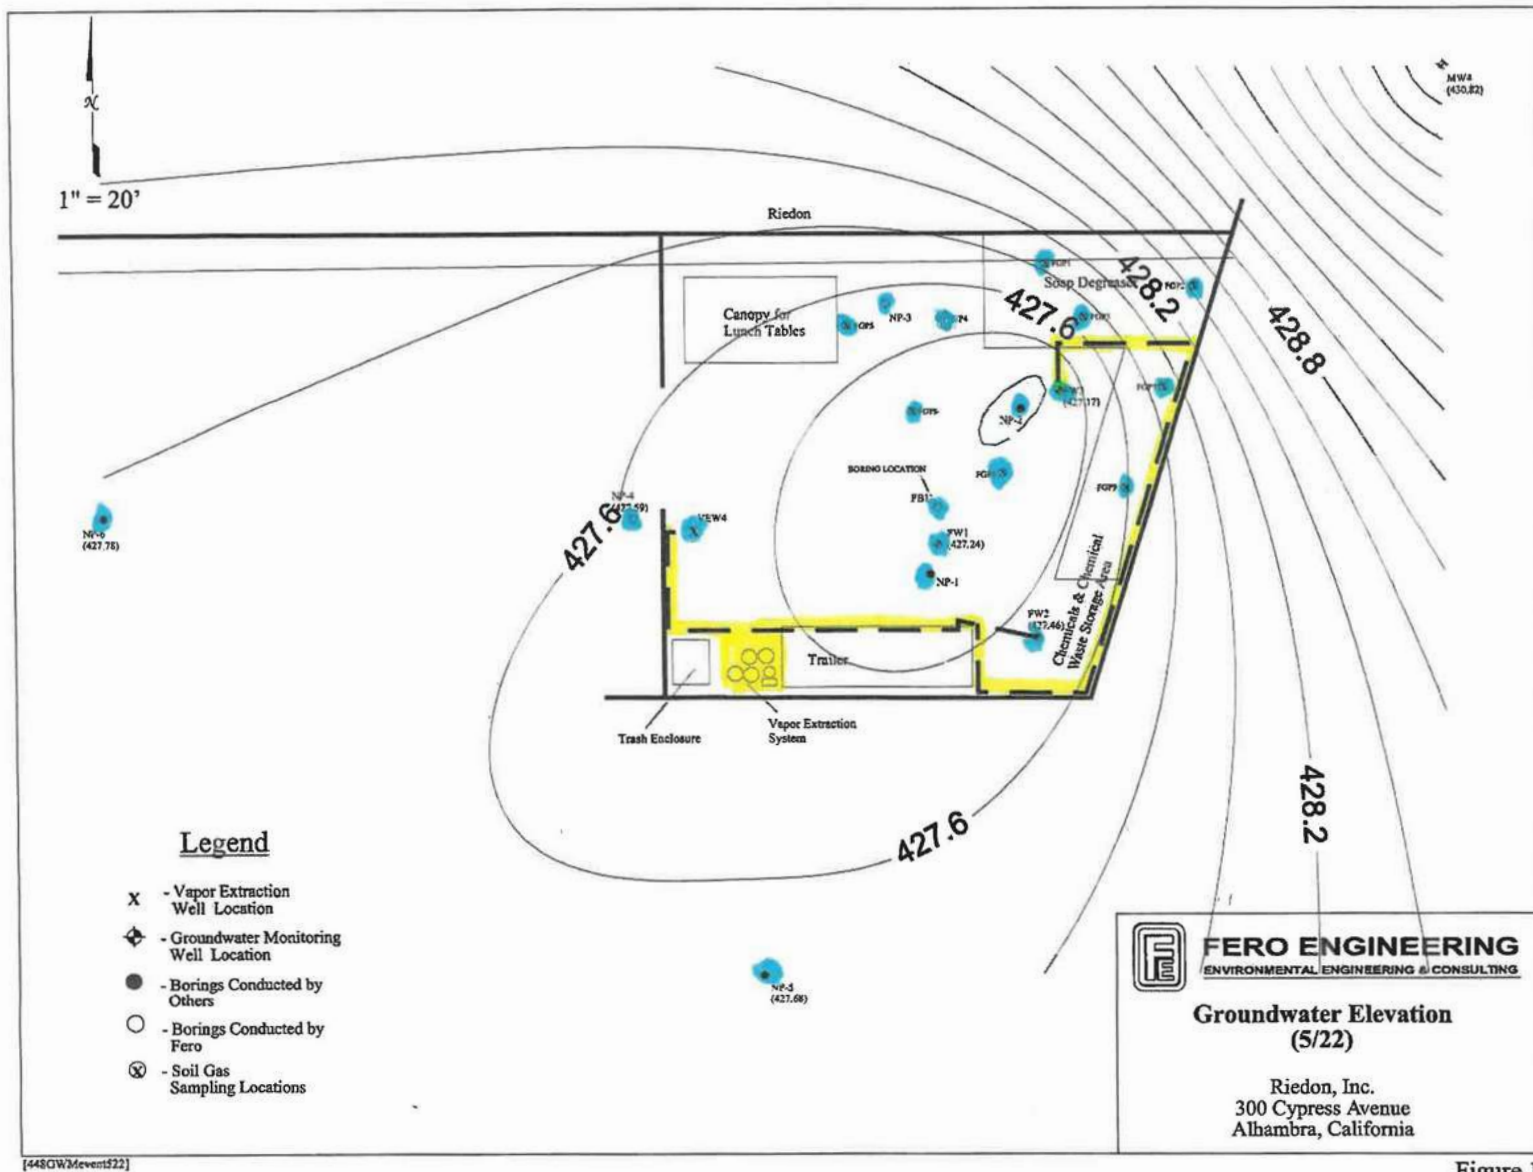 MW4
(430.82)
N
1" = 20'
Riedon
FGP1
Soap Degreaser
FGP2
428.2
427.6
428.8
Canopy for
Lunch Tables
NP-3
(427.17)
BORING LOCATION
NP-4
VEW4
427.6
NP-6
(427.78)
FW1
(427.24)
NP-1
FGP9
Chemicals & Chemical
Waste Storage Area
FW2
(427.46)
Trailer
Trash Enclosure
Vapor Extraction
System
428.2
427.6
NP-5
(427.68)
Legend
X - Vapor Extraction
Well Location
- Groundwater Monitoring
Well Location
- Borings Conducted by
Others
- Borings Conducted by
Fero
- Soil Gas
Sampling Locations
FERO ENGINEERING
ENVIRONMENTAL ENGINEERING & CONSULTING
Groundwater Elevation
(5/22)
Riedon, Inc.
300 Cypress Avenue
Alhambra, California
[448GWMevent522]
Figure